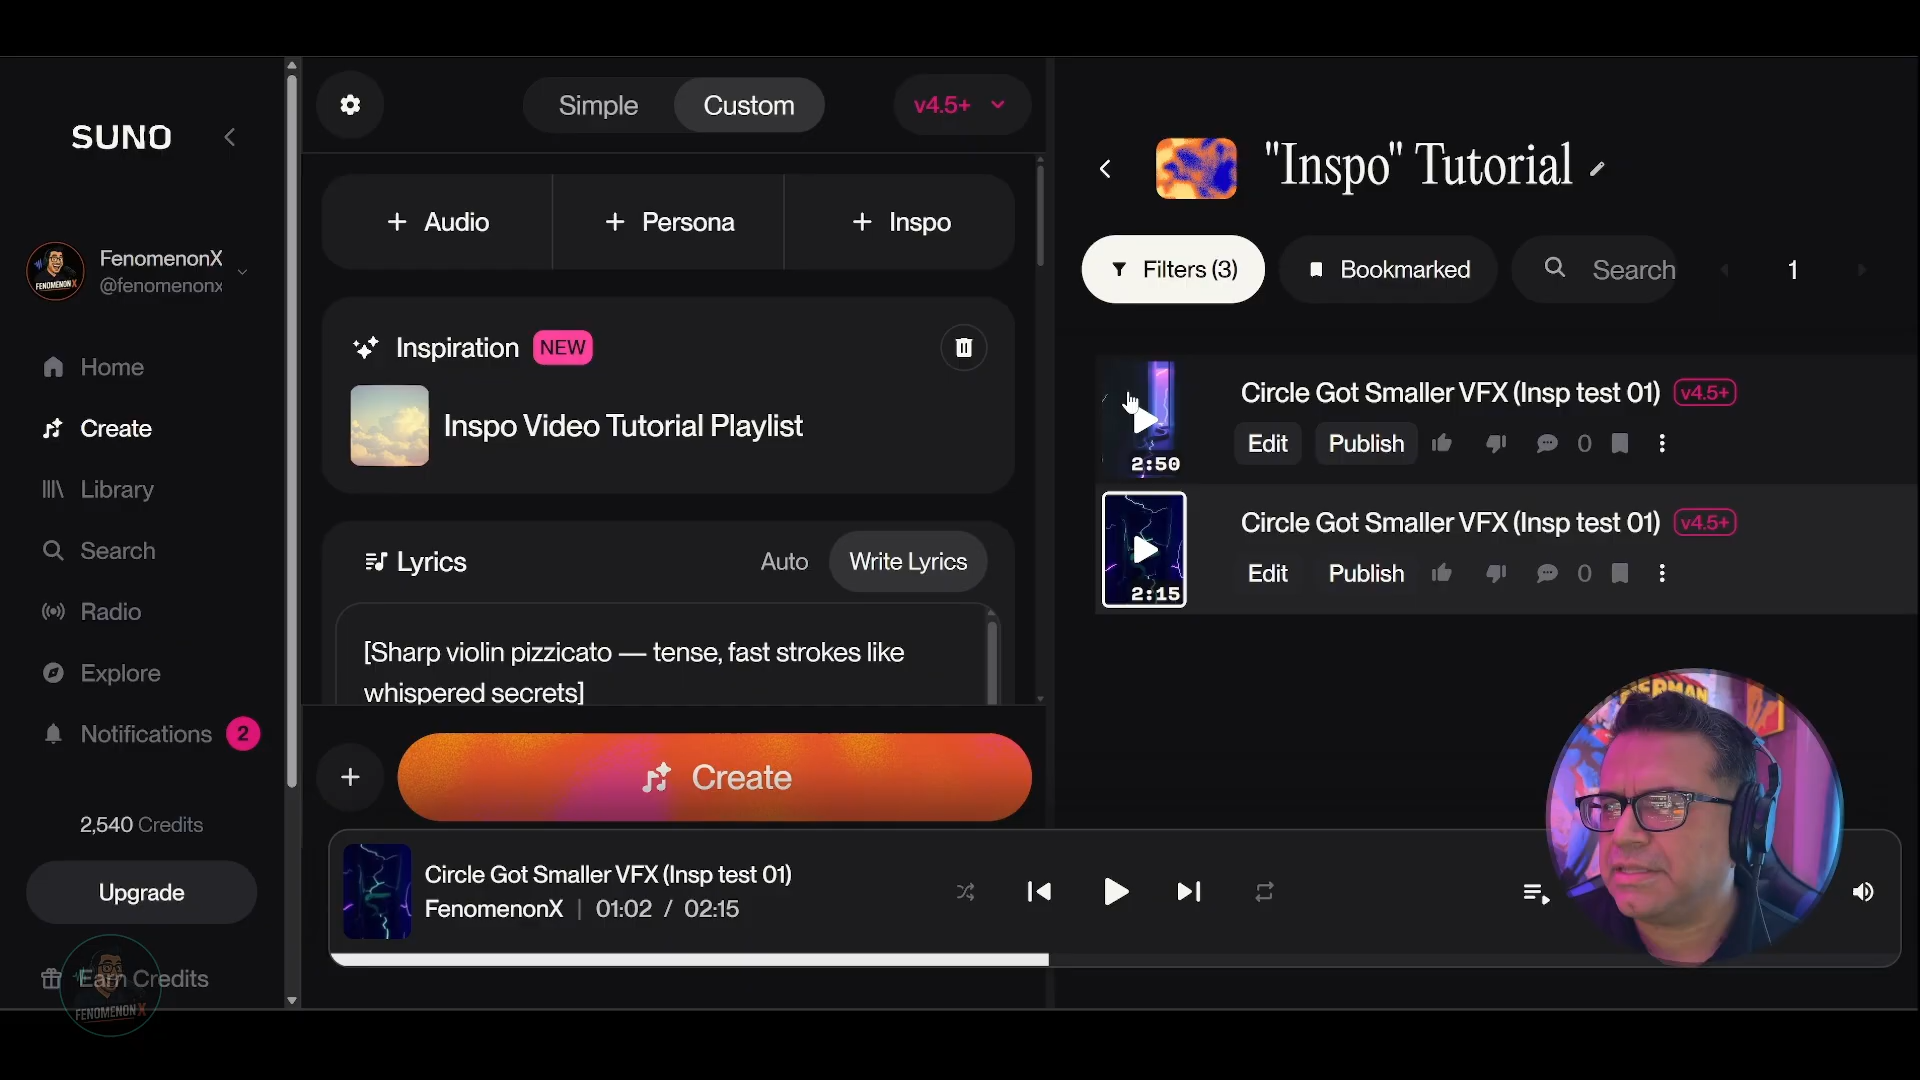 SUNO
FenomenonX
@fenomenonx
Home
Create
Library
Search
Radio
Explore
Notifications 2
2,540 Credits
Upgrade
Earn Credits
FENOMENONX
Simple Custom v4.5+
+ Audio + Persona + Inspo
Inspiration NEW
Inspo Video Tutorial Playlist
Lyrics Auto Write Lyrics
[Sharp violin pizzicato — tense, fast strokes like
whispered secrets]
+ Create
"Inspo" Tutorial
Filters (3) Bookmarked Search 1
Circle Got Smaller VFX (Insp test 01) v4.5+
Edit Publish 0
2:50
Circle Got Smaller VFX (Insp test 01) v4.5+
Edit Publish 0
2:15
Circle Got Smaller VFX (Insp test 01)
FenomenonX | 01:02 / 02:15